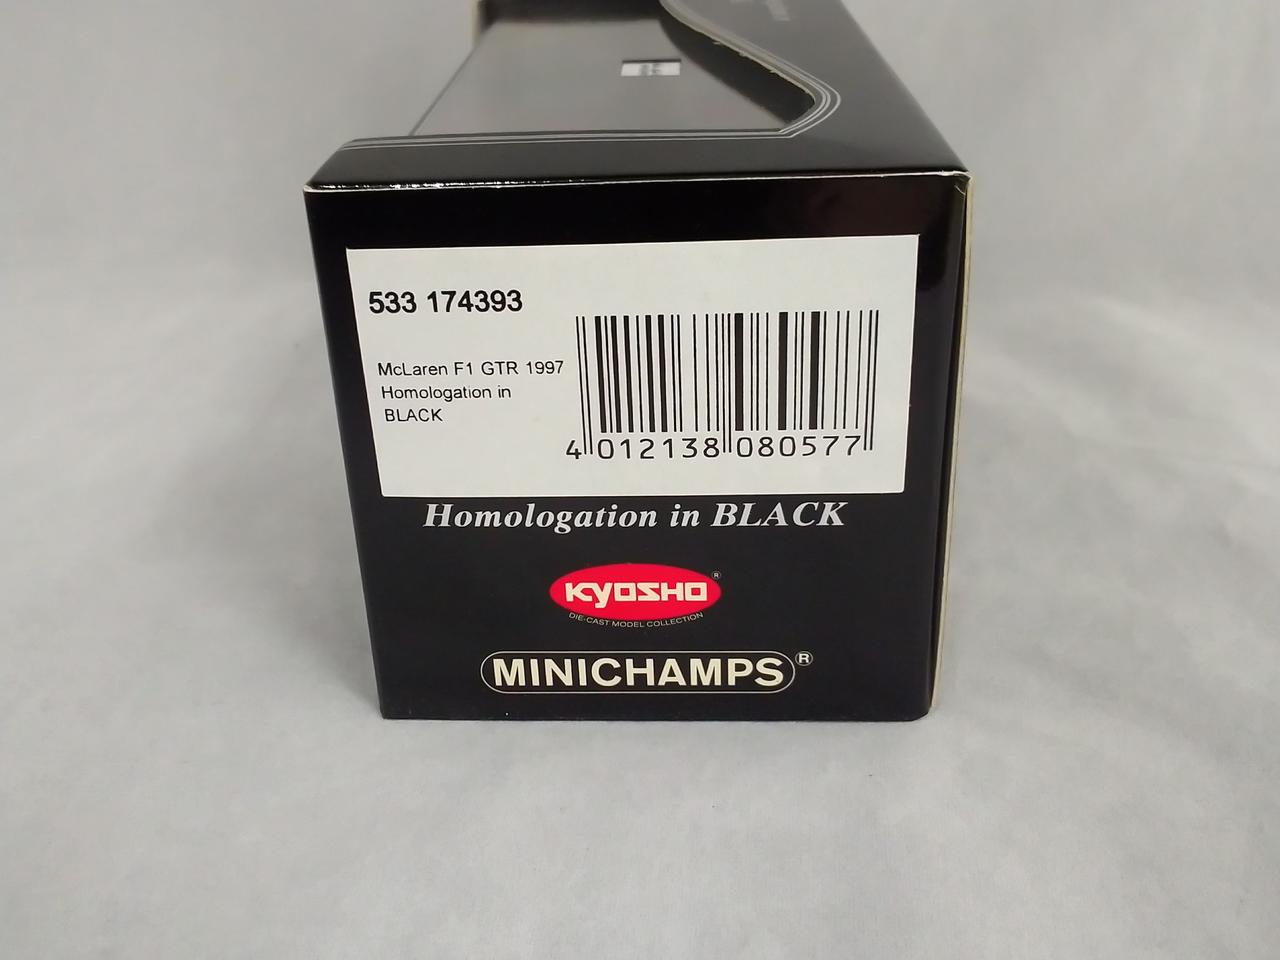 533 174393
McLaren F1 GTR 1997
Homologation in
BLACK
4 012138 080577
Homologation in BLACK
KYOSHO ®
DIE-CAST MODEL COLLECTION
MINICHAMPS ®